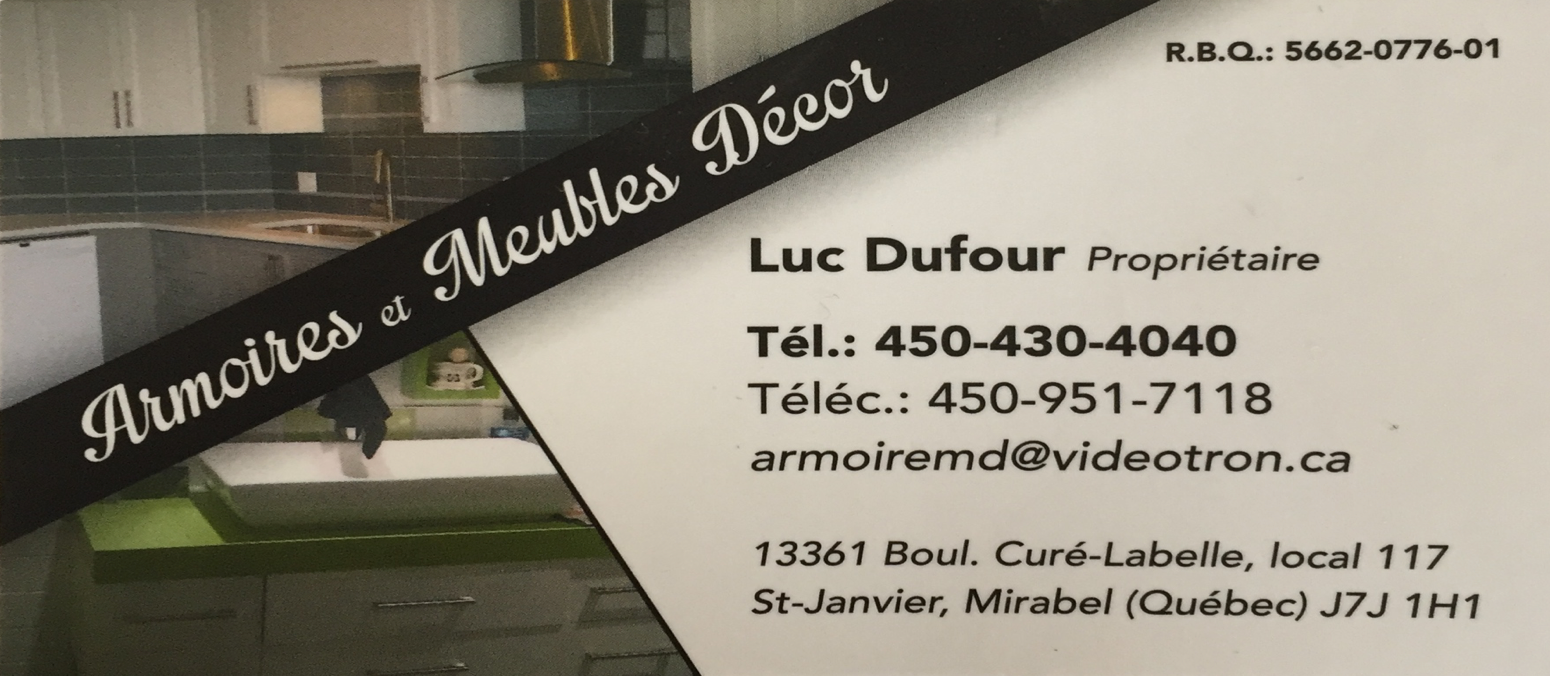 R.B.Q.: 5662-0776-01
Armoires et Meubles Décor
Luc Dufour Propriétaire
Tél.: 450-430-4040
Téléc.: 450-951-7118
armoiremd@videotron.ca
13361 Boul. Curé-Labelle, local 117
St-Janvier, Mirabel (Québec) J7J 1H1